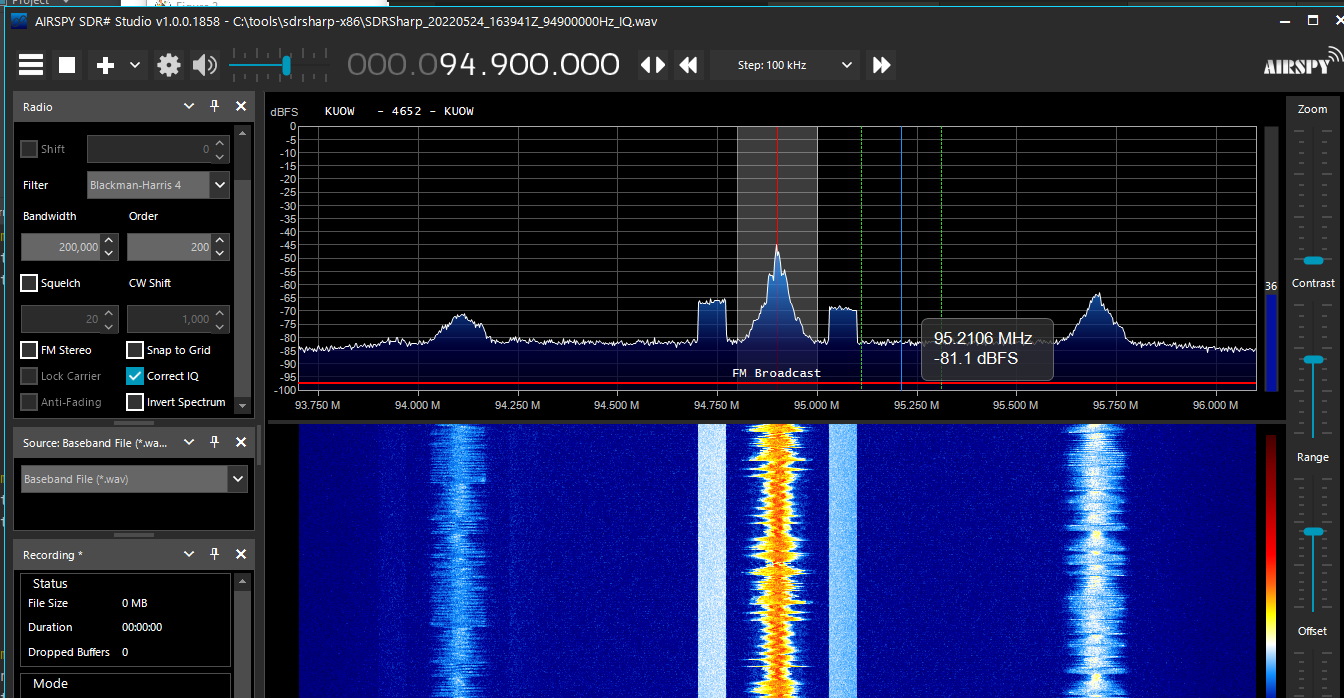 Project
Figure 3
AIRSPY SDR# Studio v1.0.0.1858 - C:\tools\sdrsharp-x86\SDRSharp_20220524_163941Z_94900000Hz_IQ.wav
000.094.900.000
Step: 100 kHz
AIRSPY
Radio
Shift
0
Filter
Blackman-Harris 4
Bandwidth
Order
200,000
200
Squelch
CW Shift
20
1,000
FM Stereo
Snap to Grid
Lock Carrier
Correct IQ
Anti-Fading
Invert Spectrum
Source: Baseband File (*.wa...
Baseband File (*.wav)
Recording *
Status
File Size 0 MB
Duration 00:00:00
Dropped Buffers 0
Mode
dBFS
KUOW - 4652 - KUOW
0
-5
-10
-15
-20
-25
-30
-35
-40
-45
-50
-55
-60
-65
-70
-75
-80
-85
-90
-95
-100
95.2106 MHz
-81.1 dBFS
FM Broadcast
93.750 M 94.000 M 94.250 M 94.500 M 94.750 M 95.000 M 95.250 M 95.500 M 95.750 M 96.000 M
36
Zoom
Contrast
Range
Offset